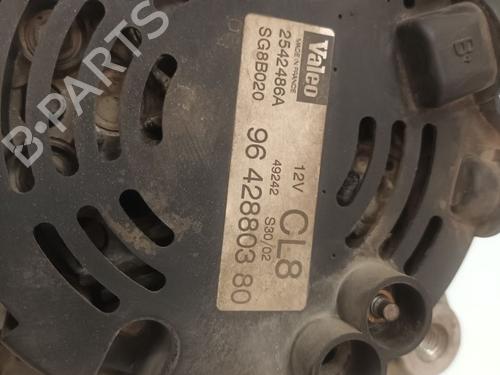 Valeo
MADE IN FRANCE
2542486A
SG8B020
12V CL8
49242 S30/02
96 428803 80
B+
B-PARTS